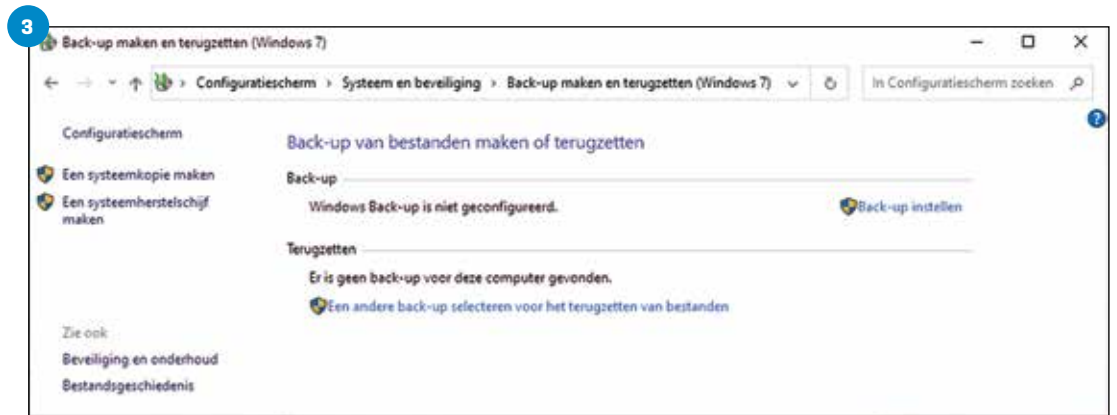 3
Back-up maken en terugzetten (Windows 7)
Configuratiescherm › Systeem en beveiliging › Back-up maken en terugzetten (Windows 7)
In Configuratiescherm zoeken
Configuratiescherm
Een systeemkopie maken
Een systeemherstelschijf
maken
Back-up van bestanden maken of terugzetten
Back-up
Windows Back-up is niet geconfigureerd.
Back-up instellen
Terugzetten
Er is geen back-up voor deze computer gevonden.
Een andere back-up selecteren voor het terugzetten van bestanden
Zie ook
Beveiliging en onderhoud
Bestandsgeschiedenis